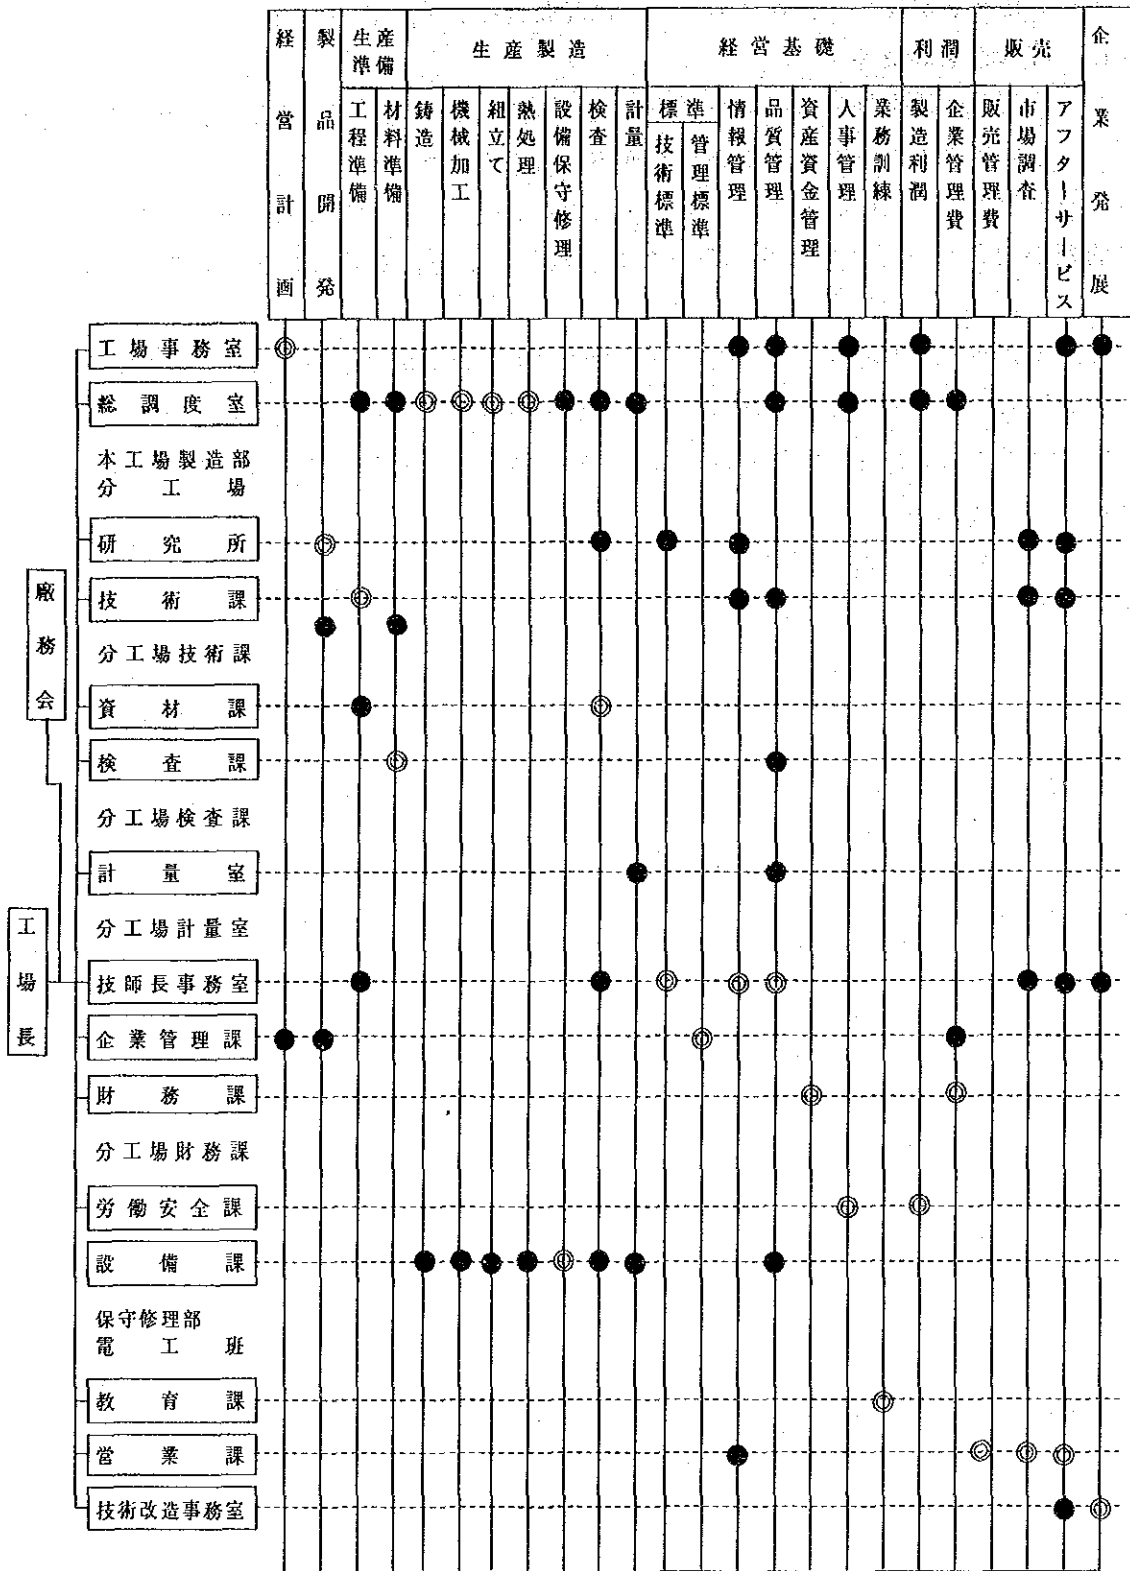 経営計画
製品開発
生産準備
生産製造
経営基礎
利潤
販売
企業発展
工程準備
材料準備
鋳造
機械加工
組立て
熱処理
設備保守修理
検査
計量
標準
技術標準
管理標準
情報管理
品質管理
資産資金管理
人事管理
業務訓練
製造利潤
企業管理費
販売管理費
市場調査
アフターサービス
工場事務室
総調度室
本工場製造部
分工場
研究所
技術課
分工場技術課
資材課
検査課
分工場検査課
計量室
分工場計量室
技師長事務室
企業管理課
財務課
分工場財務課
労働安全課
設備課
保守修理部
電工班
教育課
営業課
技術改造事務室
廠務会
工場長